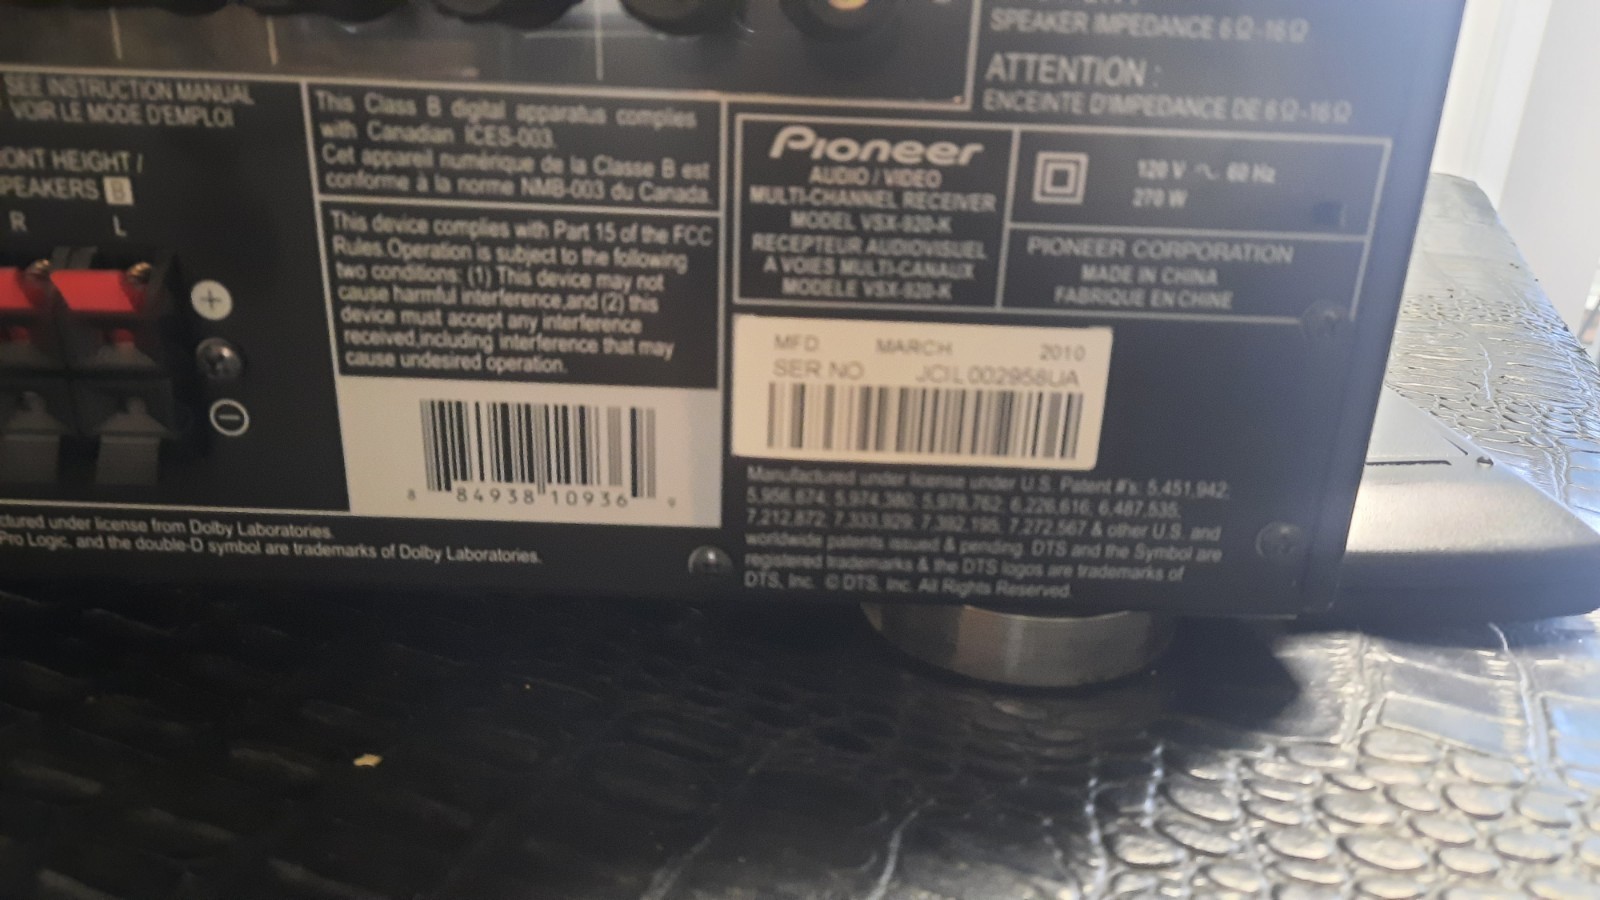 SPEAKER IMPEDANCE 6Ω-16Ω
ATTENTION :
ENCEINTE D'IMPEDANCE DE 6Ω-16Ω
SEE INSTRUCTION MANUAL
VOIR LE MODE D'EMPLOI
HEIGHT /
B
R L
+
−
This Class B digital apparatus complies
with Canadian ICES-003.
Cet appareil numérique de la Classe B est
conforme à la norme NMB-003 du Canada.
This device complies with Part 15 of the FCC
Rules.Operation is subject to the following
two conditions: (1) This device may not
cause harmful interference,and (2) this
device must accept any interference
received,including interference that may
cause undesired operation.
8 84938 10936 9
under license from Dolby Laboratories.
Pro Logic, and the double-D symbol are trademarks of Dolby Laboratories.
Pioneer
AUDIO / VIDEO
MULTI-CHANNEL RECEIVER
MODEL VSX-920-K
RECEPTEUR AUDIOVISUEL
A VOIES MULTI-CANAUX
MODELE VSX-920-K
120 V ~ 60 Hz
270 W
PIONEER CORPORATION
MADE IN CHINA
FABRIQUE EN CHINE
MFD MARCH 2010
SER NO JCIL002958UA
Manufactured under license under U.S. Patent #'s: 5,451,942;
5,956,674; 5,974,380; 5,978,762; 6,226,616; 6,487,535;
7,212,872; 7,333,929; 7,392,195; 7,272,567 & other U.S. and
worldwide patents issued & pending. DTS and the Symbol are
registered trademarks & the DTS logos are trademarks of
DTS, Inc. © DTS, Inc. All Rights Reserved.